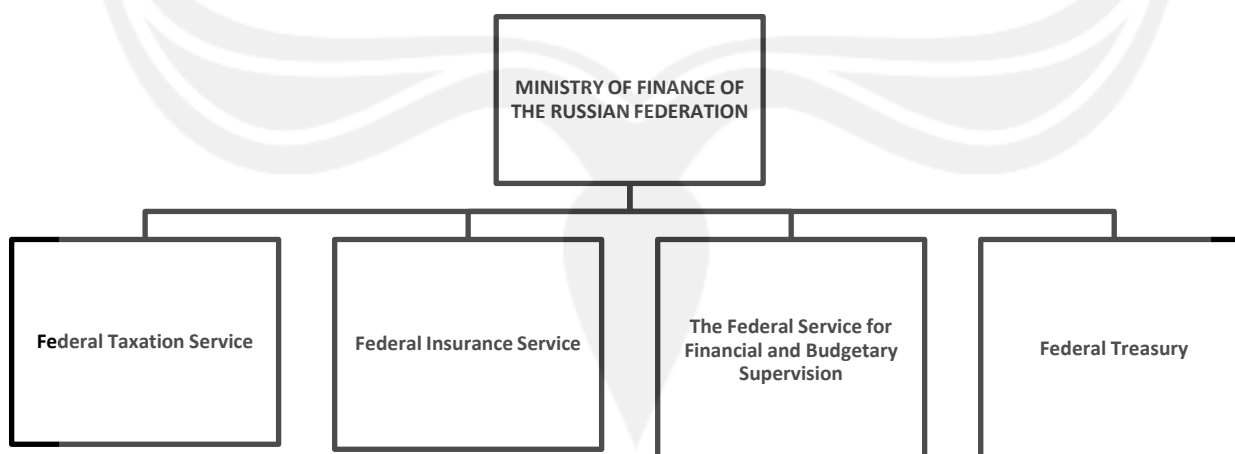 MINISTRY OF FINANCE OF
THE RUSSIAN FEDERATION
Federal Taxation Service
Federal Insurance Service
The Federal Service for
Financial and Budgetary
Supervision
Federal Treasury